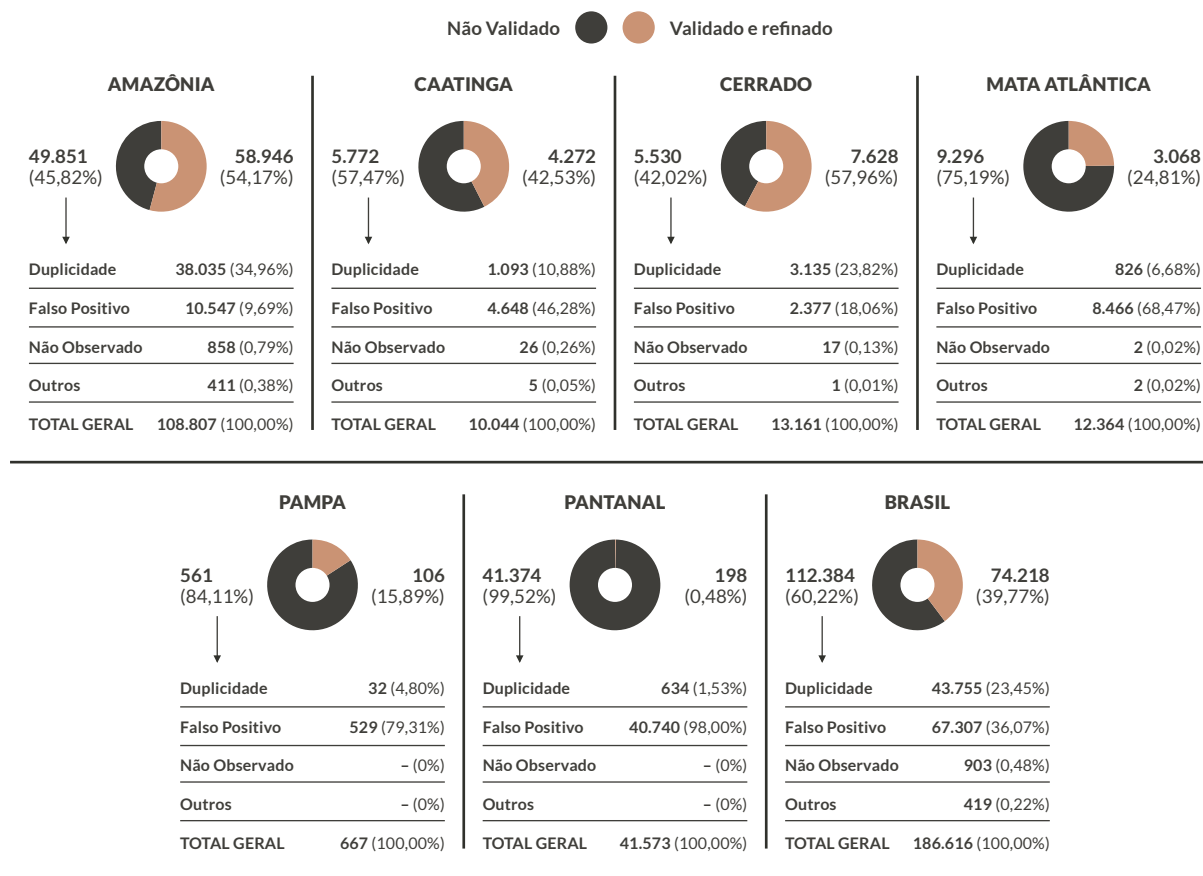 Não Validado Validado e refinado
AMAZÔNIA
49.851 58.946
(45,82%) (54,17%)
Duplicidade 38.035 (34,96%)
Falso Positivo 10.547 (9,69%)
Não Observado 858 (0,79%)
Outros 411 (0,38%)
TOTAL GERAL 108.807 (100,00%)
CAATINGA
5.772 4.272
(57,47%) (42,53%)
Duplicidade 1.093 (10,88%)
Falso Positivo 4.648 (46,28%)
Não Observado 26 (0,26%)
Outros 5 (0,05%)
TOTAL GERAL 10.044 (100,00%)
CERRADO
5.530 7.628
(42,02%) (57,96%)
Duplicidade 3.135 (23,82%)
Falso Positivo 2.377 (18,06%)
Não Observado 17 (0,13%)
Outros 1 (0,01%)
TOTAL GERAL 13.161 (100,00%)
MATA ATLÂNTICA
9.296 3.068
(75,19%) (24,81%)
Duplicidade 826 (6,68%)
Falso Positivo 8.466 (68,47%)
Não Observado 2 (0,02%)
Outros 2 (0,02%)
TOTAL GERAL 12.364 (100,00%)
PAMPA
561 106
(84,11%) (15,89%)
Duplicidade 32 (4,80%)
Falso Positivo 529 (79,31%)
Não Observado – (0%)
Outros – (0%)
TOTAL GERAL 667 (100,00%)
PANTANAL
41.374 198
(99,52%) (0,48%)
Duplicidade 634 (1,53%)
Falso Positivo 40.740 (98,00%)
Não Observado – (0%)
Outros – (0%)
TOTAL GERAL 41.573 (100,00%)
BRASIL
112.384 74.218
(60,22%) (39,77%)
Duplicidade 43.755 (23,45%)
Falso Positivo 67.307 (36,07%)
Não Observado 903 (0,48%)
Outros 419 (0,22%)
TOTAL GERAL 186.616 (100,00%)